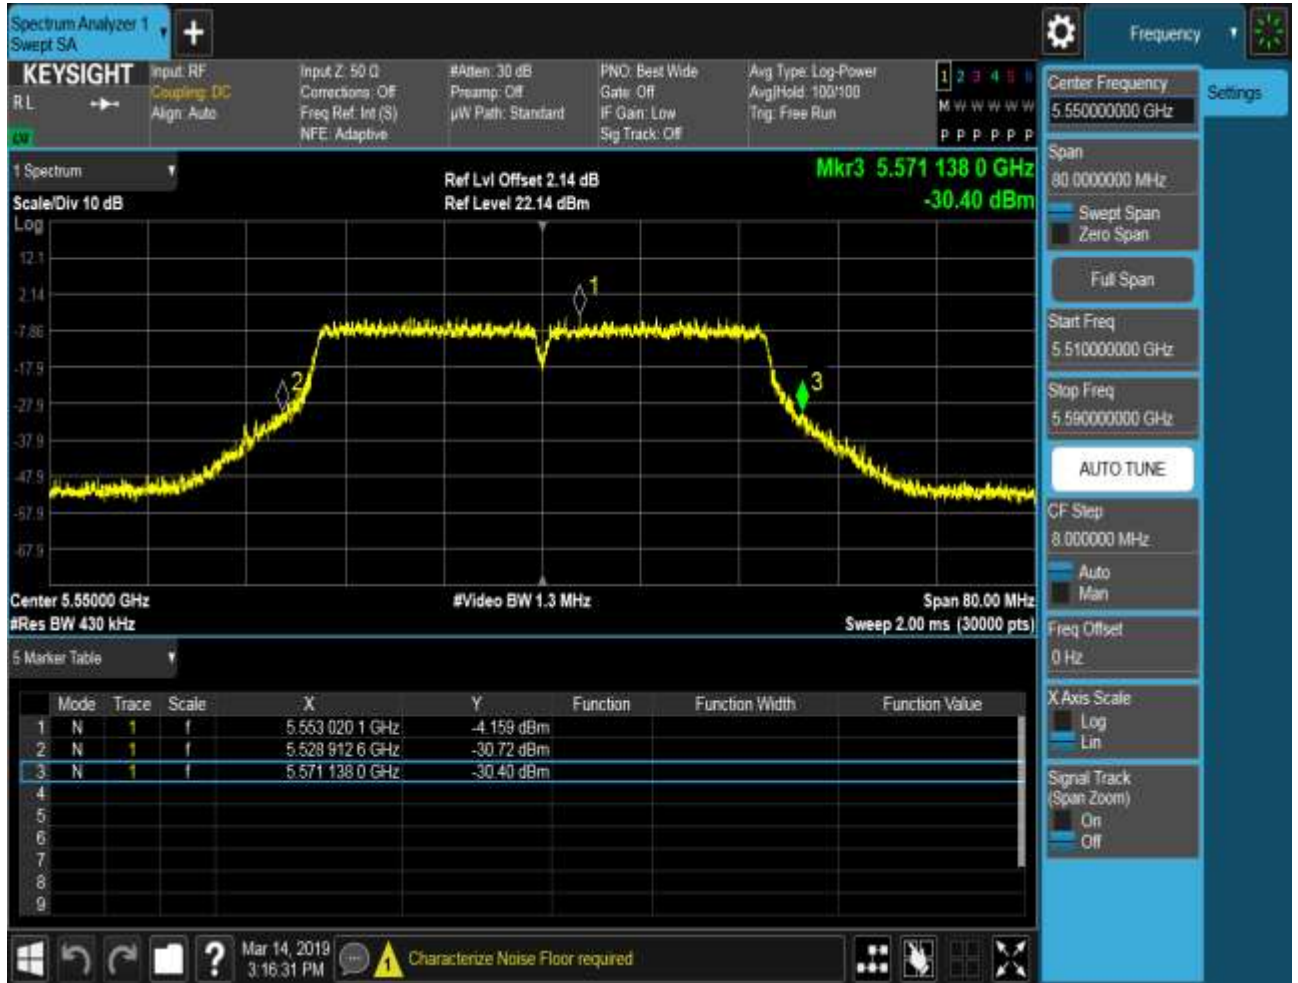 Spectrum Analyzer 1
Swept SA
+
Frequency
KEYSIGHT
RL
Input: RF
Coupling: DC
Align: Auto
Input Z: 50 Ω
Corrections: Off
Freq Ref: Int (S)
NFE: Adaptive
#Atten: 30 dB
Preamp: Off
µW Path: Standard
PNO: Best Wide
Gate: Off
IF Gain: Low
Sig Track: Off
Avg Type: Log-Power
Avg|Hold: 100/100
Trig: Free Run
1 2 3 4 5 6
M W W W W W
P P P P P P
1 Spectrum
Scale/Div 10 dB
Ref Lvl Offset 2.14 dB
Ref Level 22.14 dBm
Mkr3 5.571 138 0 GHz
-30.40 dBm
Log
12.1
2.14
-7.86
-17.9
-27.9
-37.9
-47.9
-57.9
-67.9
1
2
3
Center 5.55000 GHz
#Res BW 430 kHz
#Video BW 1.3 MHz
Span 80.00 MHz
Sweep 2.00 ms (30000 pts)
5 Marker Table
Mode Trace Scale X Y Function Function Width Function Value
1 N 1 f 5.553 020 1 GHz -4.159 dBm
2 N 1 f 5.528 912 6 GHz -30.72 dBm
3 N 1 f 5.571 138 0 GHz -30.40 dBm
4
5
6
7
8
9
?
Mar 14, 2019
3:16:31 PM
1
Characterize Noise Floor required
Center Frequency
5.550000000 GHz
Settings
Span
80.0000000 MHz
Swept Span
Zero Span
Full Span
Start Freq
5.510000000 GHz
Stop Freq
5.590000000 GHz
AUTO TUNE
CF Step
8.000000 MHz
Auto
Man
Freq Offset
0 Hz
X Axis Scale
Log
Lin
Signal Track
(Span Zoom)
On
Off